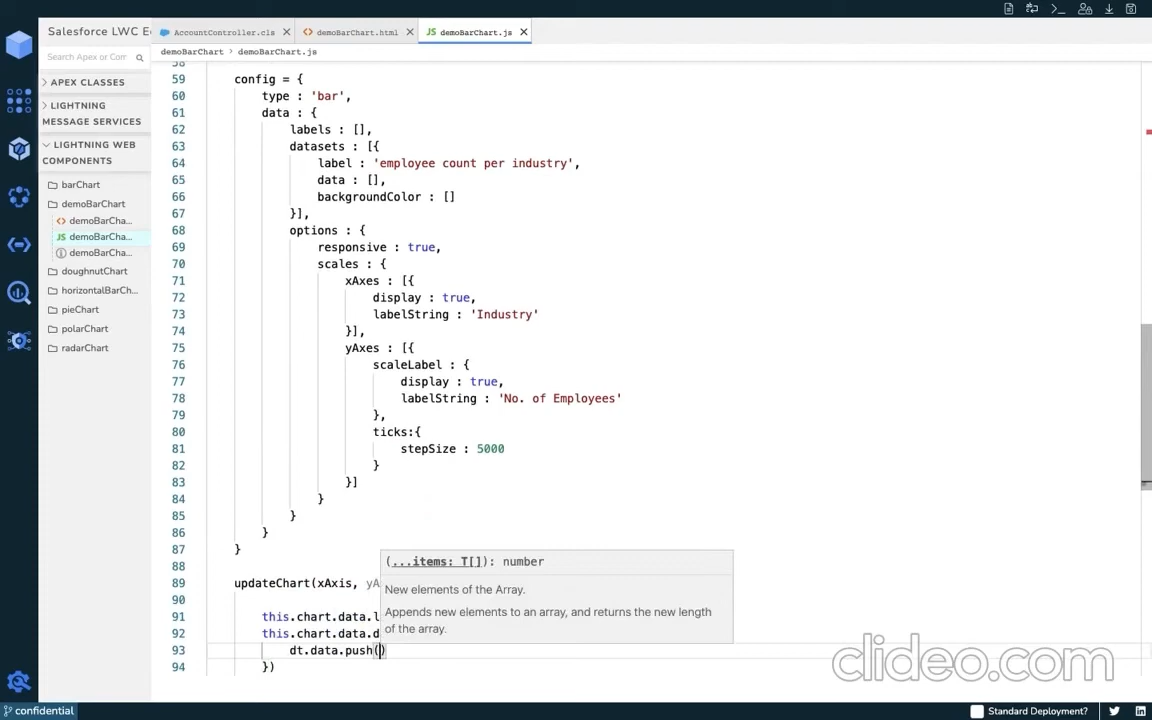 Salesforce LWC E
AccountController.cls
demoBarChart.html
JS demoBarChart.js
Search Apex or Com
demoBarChart > demoBarChart.js
APEX CLASSES
LIGHTNING
MESSAGE SERVICES
LIGHTNING WEB
COMPONENTS
barChart
demoBarChart
demoBarCha...
JS demoBarCha...
demoBarCha...
doughnutChart
horizontalBarCh...
pieChart
polarChart
radarChart
58
59 config = {
60 type : 'bar',
61 data : {
62 labels : [],
63 datasets : [{
64 label : 'employee count per industry',
65 data : [],
66 backgroundColor : []
67 }],
68 options : {
69 responsive : true,
70 scales : {
71 xAxes : [{
72 display : true,
73 labelString : 'Industry'
74 }],
75 yAxes : [{
76 scaleLabel : {
77 display : true,
78 labelString : 'No. of Employees'
79 },
80 ticks:{
81 stepSize : 5000
82 }
83 }]
84 }
85 }
86 }
87 }
88
89 updateChart(xAxis, yA
90
91 this.chart.data.l
92 this.chart.data.d
93 dt.data.push()
94 })
(...items: T[]): number
New elements of the Array.
Appends new elements to an array, and returns the new length
of the array.
clideo.com
confidential
Standard Deployment?